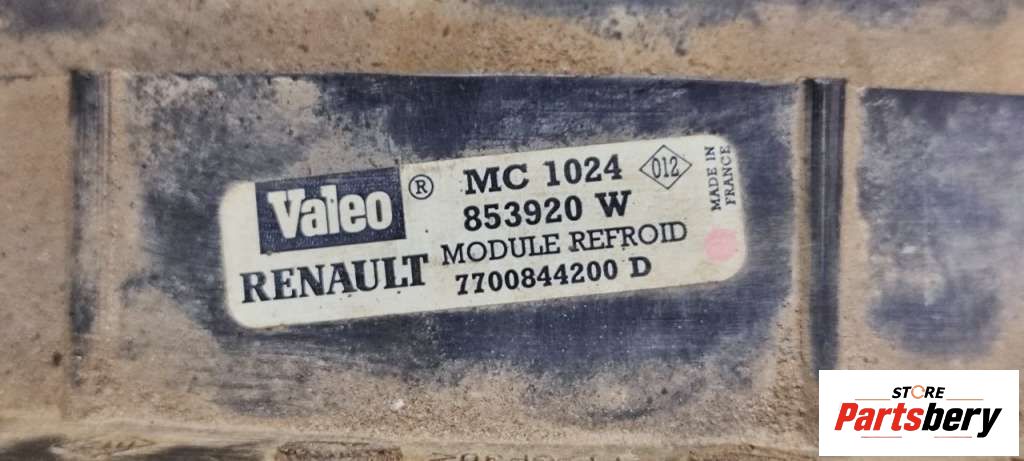 Valeo ® MC 1024 012
853920 W
RENAULT MODULE REFROID
7700844200 D
MADE IN
FRANCE
STORE
Partsbery